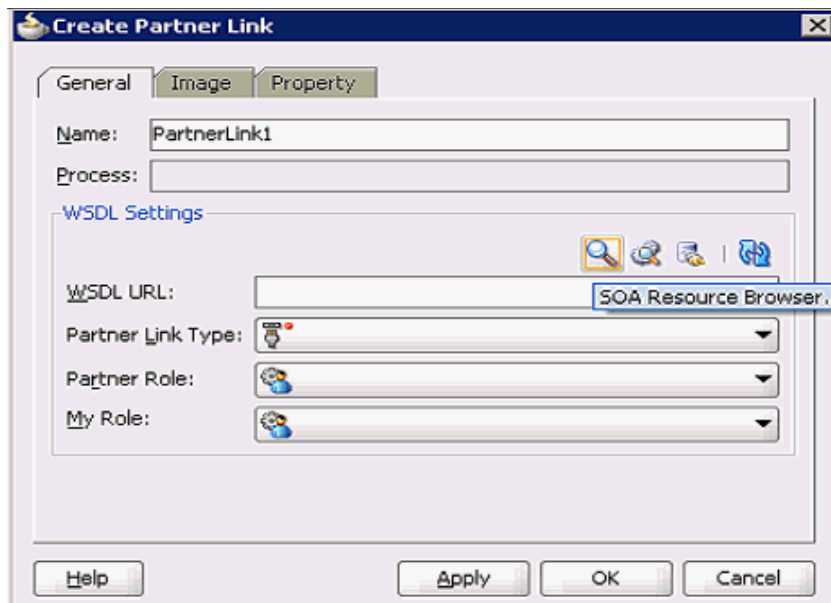 Create Partner Link
General Image Property
Name: PartnerLink1
Process:
WSDL Settings
WSDL URL:
SOA Resource Browser.
Partner Link Type:
Partner Role:
My Role:
Help Apply OK Cancel